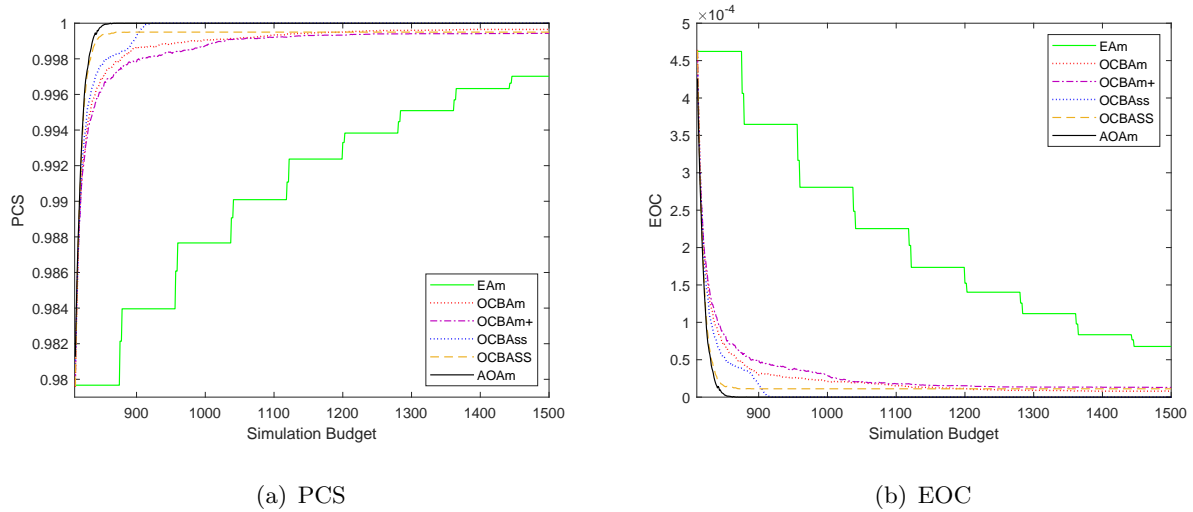 1
0.998
0.996
0.994
0.992
0.99
0.988
0.986
0.984
0.982
0.98
PCS
900 1000 1100 1200 1300 1400 1500
Simulation Budget
EAm
OCBAm
OCBAm+
OCBAss
OCBASS
AOAm
(a) PCS
×10⁻⁴
5
4.5
4
3.5
3
2.5
2
1.5
1
0.5
0
EOC
900 1000 1100 1200 1300 1400 1500
Simulation Budget
EAm
OCBAm
OCBAm+
OCBAss
OCBASS
AOAm
(b) EOC